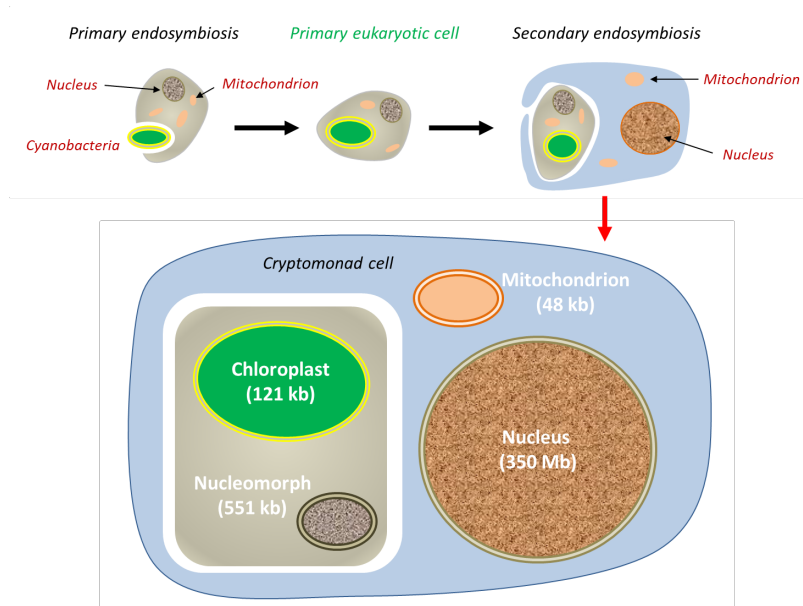 Primary endosymbiosis
Primary eukaryotic cell
Secondary endosymbiosis
Nucleus
Mitochondrion
Cyanobacteria
Mitochondrion
Nucleus
Cryptomonad cell
Mitochondrion
(48 kb)
Chloroplast
(121 kb)
Nucleus
(350 Mb)
Nucleomorph
(551 kb)